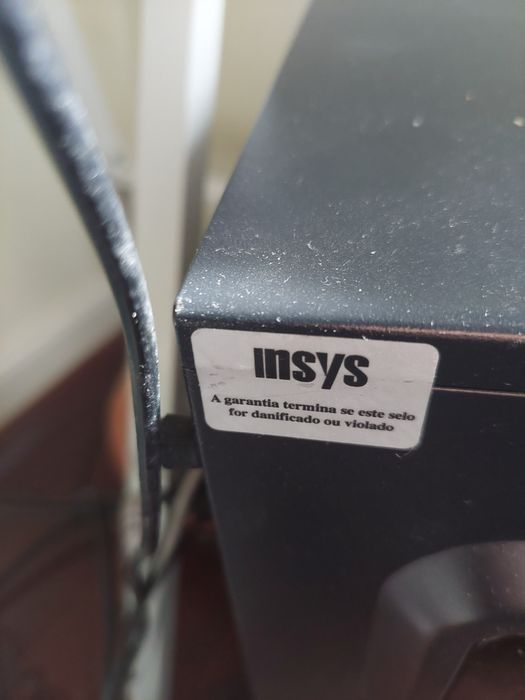 insys
A garantia termina se este selo
for danificado ou violado